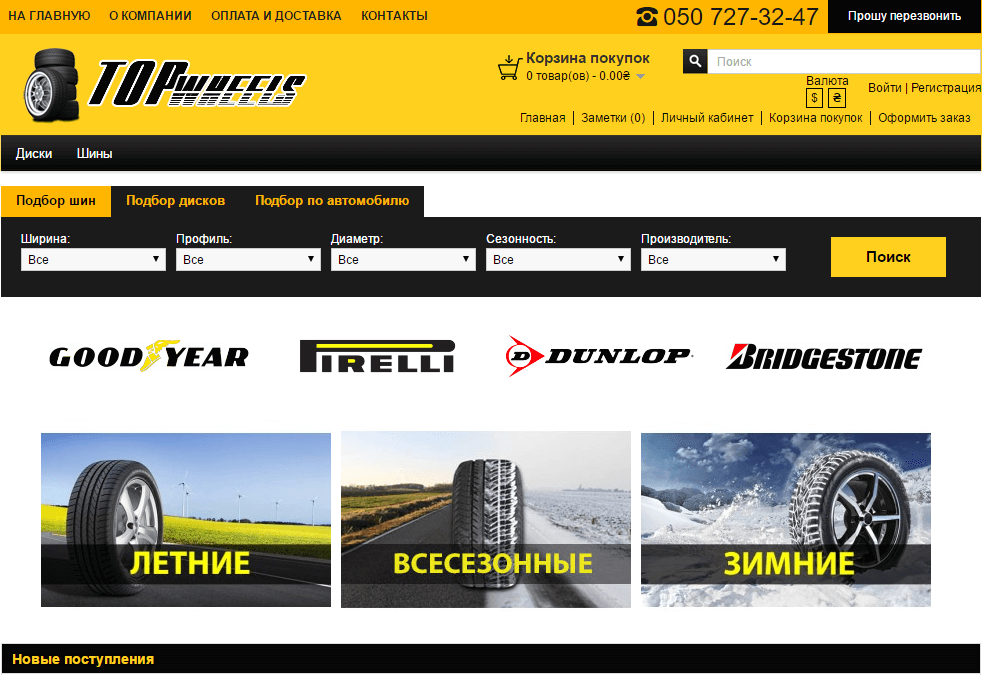 НА ГЛАВНУЮ О КОМПАНИИ ОПЛАТА И ДОСТАВКА КОНТАКТЫ 050 727-32-47 Прошу перезвонить
TOPWHEELS
Корзина покупок
0 товар(ов) - 0.00₴
Поиск
Валюта
$ ₴
Войти | Регистрация
Главная Заметки (0) Личный кабинет Корзина покупок Оформить заказ
Диски Шины
Подбор шин Подбор дисков Подбор по автомобилю
Ширина: Профиль: Диаметр: Сезонность: Производитель:
Все Все Все Все Все
Поиск
GOODYEAR PIRELLI D DUNLOP BRIDGESTONE
ЛЕТНИЕ ВСЕСЕЗОННЫЕ ЗИМНИЕ
Новые поступления